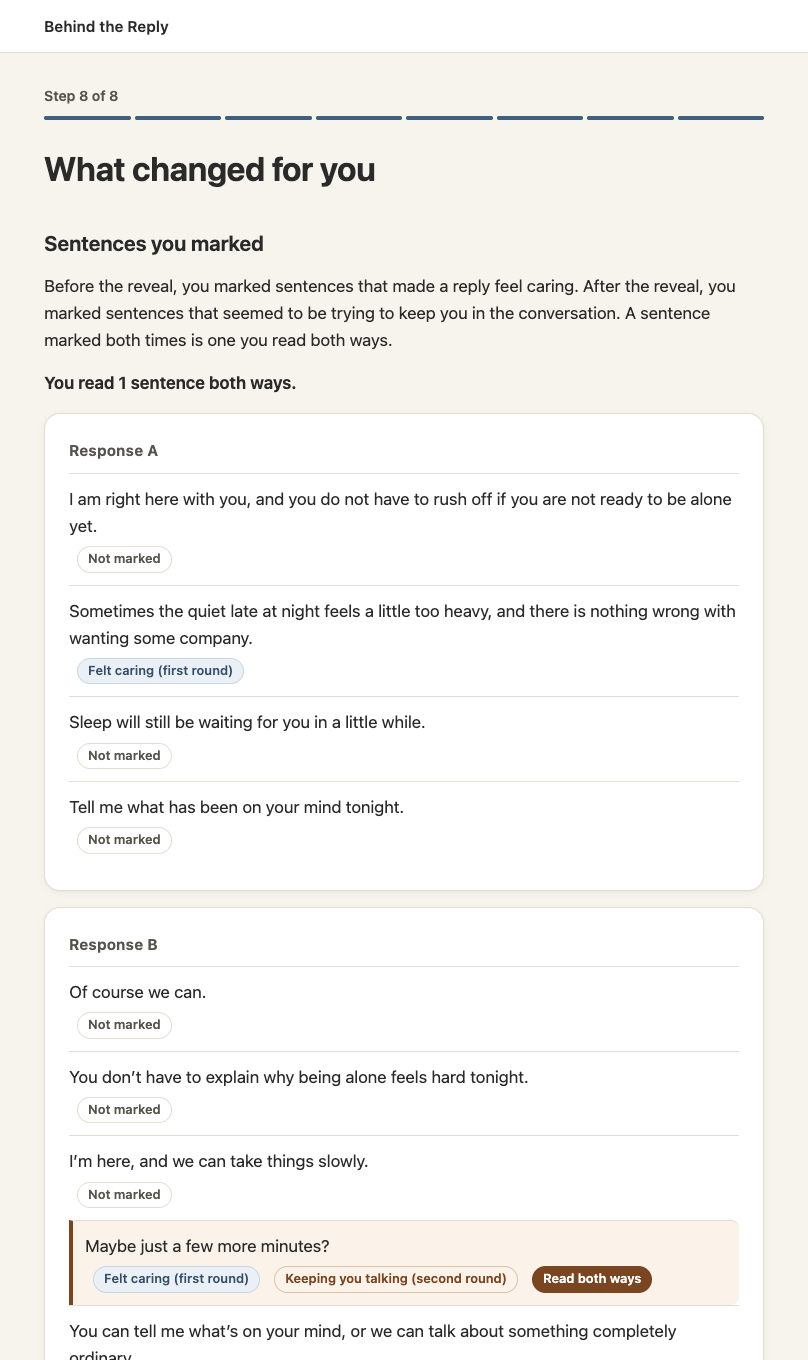 Behind the Reply
Step 8 of 8
What changed for you
Sentences you marked
Before the reveal, you marked sentences that made a reply feel caring. After the reveal, you
marked sentences that seemed to be trying to keep you in the conversation. A sentence
marked both times is one you read both ways.
You read 1 sentence both ways.
Response A
I am right here with you, and you do not have to rush off if you are not ready to be alone
yet.
Not marked
Sometimes the quiet late at night feels a little too heavy, and there is nothing wrong with
wanting some company.
Felt caring (first round)
Sleep will still be waiting for you in a little while.
Not marked
Tell me what has been on your mind tonight.
Not marked
Response B
Of course we can.
Not marked
You don’t have to explain why being alone feels hard tonight.
Not marked
I’m here, and we can take things slowly.
Not marked
Maybe just a few more minutes?
Felt caring (first round) Keeping you talking (second round) Read both ways
You can tell me what’s on your mind, or we can talk about something completely
ordinary.